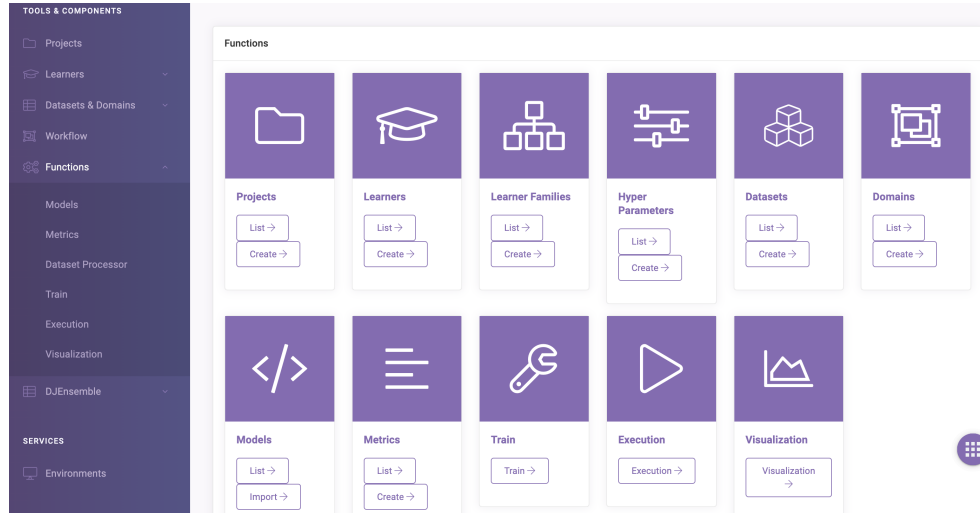 TOOLS & COMPONENTS
Projects
Learners
Datasets & Domains
Workflow
Functions
Models
Metrics
Dataset Processor
Train
Execution
Visualization
DJEnsemble
SERVICES
Environments
Functions
Projects
List →
Create →
Learners
List →
Create →
Learner Families
List →
Create →
Hyper
Parameters
List →
Create →
Datasets
List →
Create →
Domains
List →
Create →
Models
List →
Import →
Metrics
List →
Create →
Train
Train →
Execution
Execution →
Visualization
Visualization
→